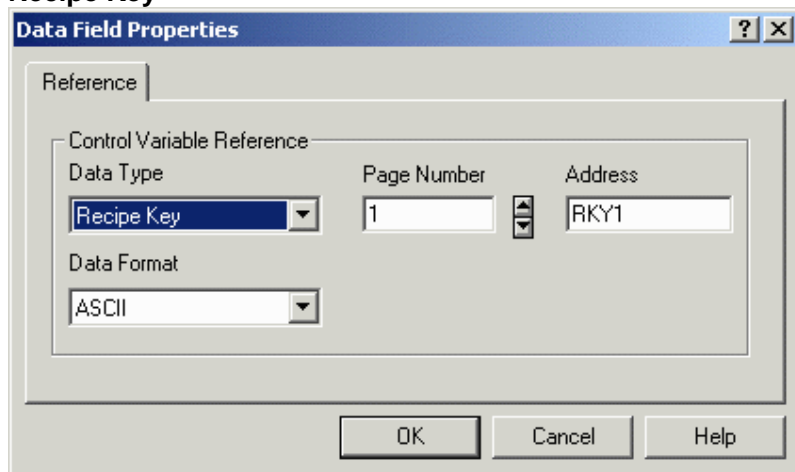 Recipe Key
Data Field Properties
Reference
Control Variable Reference
Data Type Page Number Address
Recipe Key 1 RKY1
Data Format
ASCII
OK Cancel Help